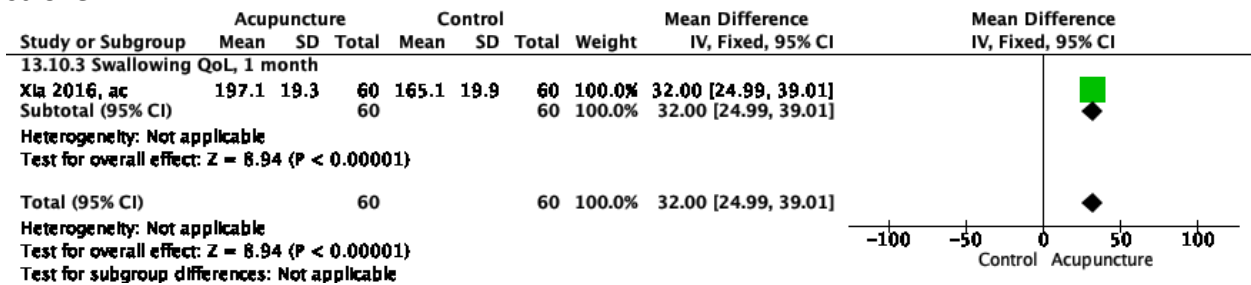 Acupuncture Control Mean Difference Mean Difference
Study or Subgroup Mean SD Total Mean SD Total Weight IV, Fixed, 95% CI IV, Fixed, 95% CI
13.10.3 Swallowing QoL, 1 month
Xia 2016, ac 197.1 19.3 60 165.1 19.9 60 100.0% 32.00 [24.99, 39.01]
Subtotal (95% CI) 60 60 100.0% 32.00 [24.99, 39.01]
Heterogeneity: Not applicable
Test for overall effect: Z = 8.94 (P < 0.00001)
Total (95% CI) 60 60 100.0% 32.00 [24.99, 39.01]
Heterogeneity: Not applicable
Test for overall effect: Z = 8.94 (P < 0.00001)
Test for subgroup differences: Not applicable
-100 -50 0 50 100
Control Acupuncture